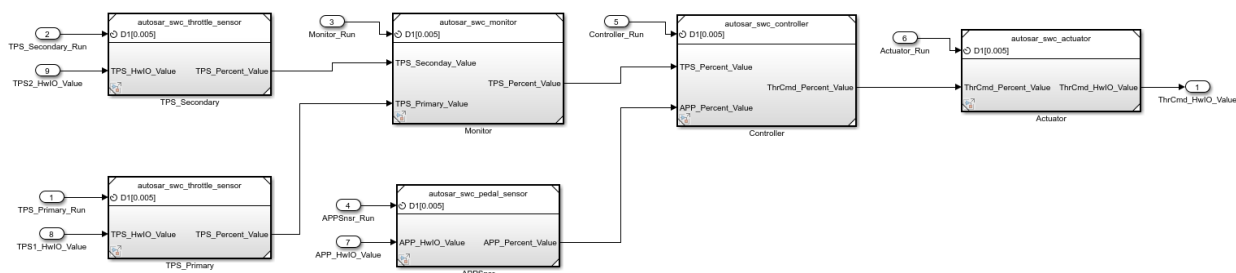 autosar_swc_throttle_sensor
2
D1[0.005]
TPS_Secondary_Run
9
TPS_HwIO_Value
TPS_Percent_Value
TPS2_HwIO_Value
TPS_Secondary
autosar_swc_monitor
3
D1[0.005]
Monitor_Run
TPS_Seconday_Value
TPS_Percent_Value
TPS_Primary_Value
Monitor
autosar_swc_controller
5
D1[0.005]
Controller_Run
TPS_Percent_Value
ThrCmd_Percent_Value
APP_Percent_Value
Controller
autosar_swc_actuator
6
D1[0.005]
Actuator_Run
ThrCmd_Percent_Value
ThrCmd_HwIO_Value
1
ThrCmd_HwIO_Value
Actuator
autosar_swc_throttle_sensor
1
D1[0.005]
TPS_Primary_Run
8
TPS_HwIO_Value
TPS_Percent_Value
TPS1_HwIO_Value
TPS_Primary
autosar_swc_pedal_sensor
4
D1[0.005]
APPSnsr_Run
7
APP_HwIO_Value
APP_Percent_Value
APP_HwIO_Value
APPSnsr